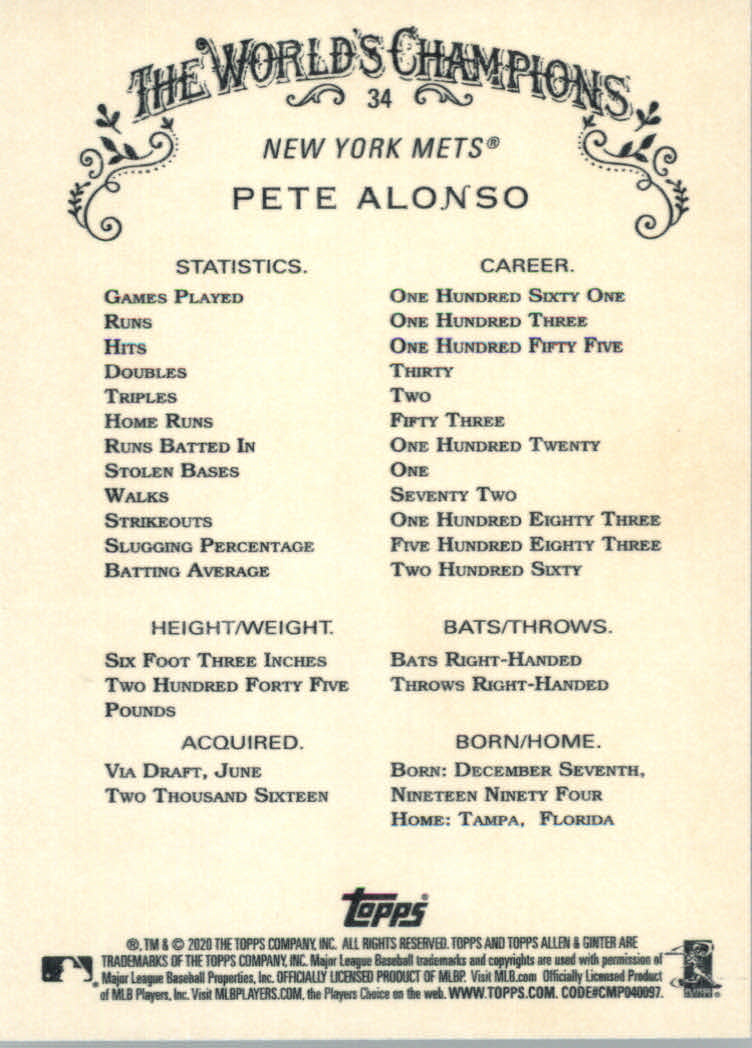 THE WORLD'S CHAMPIONS
34
NEW YORK METS®
PETE ALONSO
STATISTICS. CAREER.
GAMES PLAYED ONE HUNDRED SIXTY ONE
RUNS ONE HUNDRED THREE
HITS ONE HUNDRED FIFTY FIVE
DOUBLES THIRTY
TRIPLES TWO
HOME RUNS FIFTY THREE
RUNS BATTED IN ONE HUNDRED TWENTY
STOLEN BASES ONE
WALKS SEVENTY TWO
STRIKEOUTS ONE HUNDRED EIGHTY THREE
SLUGGING PERCENTAGE FIVE HUNDRED EIGHTY THREE
BATTING AVERAGE TWO HUNDRED SIXTY
HEIGHT/WEIGHT.
SIX FOOT THREE INCHES
TWO HUNDRED FORTY FIVE
POUNDS
BATS/THROWS.
BATS RIGHT-HANDED
THROWS RIGHT-HANDED
ACQUIRED.
VIA DRAFT, JUNE
TWO THOUSAND SIXTEEN
BORN/HOME.
BORN: DECEMBER SEVENTH,
NINETEEN NINETY FOUR
HOME: TAMPA, FLORIDA
topps®
®, TM & © 2020 THE TOPPS COMPANY, INC. ALL RIGHTS RESERVED. TOPPS AND TOPPS ALLEN & GINTER ARE
TRADEMARKS OF THE TOPPS COMPANY, INC. Major League Baseball trademarks and copyrights are used with permission of
Major League Baseball Properties, Inc. OFFICIALLY LICENSED PRODUCT OF MLBP. Visit MLB.com Officially Licensed Product
of MLB Players, Inc. Visit MLBPLAYERS.COM, the Players Choice on the web. WWW.TOPPS.COM. CODE#CMP040097.